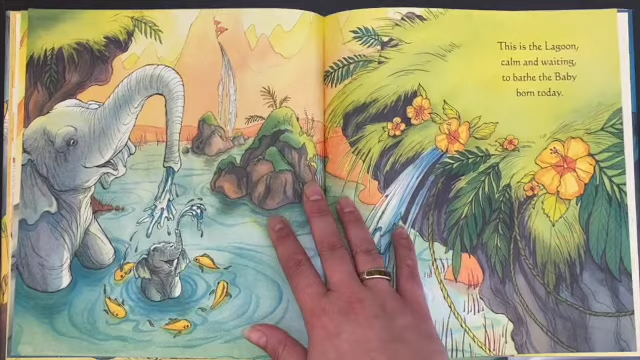 This is the Lagoon,
calm and waiting,
to bathe the Baby
born today.